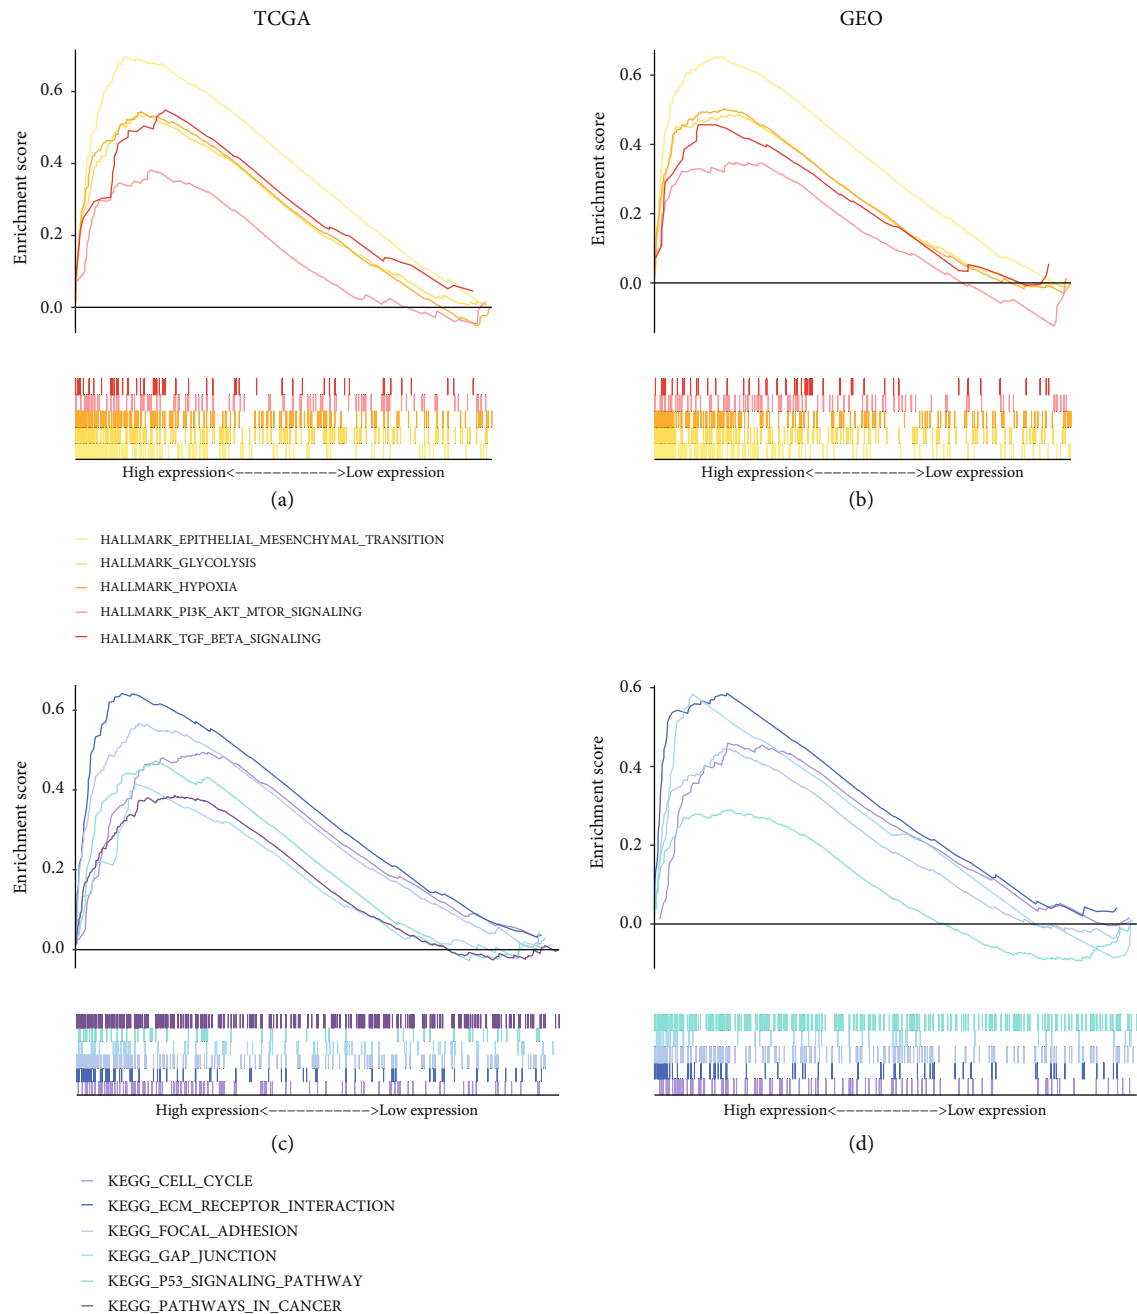 TCGA
GEO
Enrichment score
0.6
0.4
0.2
0.0
High expression<------------>Low expression
(a)
Enrichment score
0.6
0.4
0.2
0.0
High expression<------------>Low expression
(b)
HALLMARK_EPITHELIAL_MESENCHYMAL_TRANSITION
HALLMARK_GLYCOLYSIS
HALLMARK_HYPOXIA
HALLMARK_PI3K_AKT_MTOR_SIGNALING
HALLMARK_TGF_BETA_SIGNALING
Enrichment score
0.6
0.4
0.2
0.0
High expression<------------>Low expression
(c)
Enrichment score
0.6
0.4
0.2
0.0
High expression<------------>Low expression
(d)
KEGG_CELL_CYCLE
KEGG_ECM_RECEPTOR_INTERACTION
KEGG_FOCAL_ADHESION
KEGG_GAP_JUNCTION
KEGG_P53_SIGNALING_PATHWAY
KEGG_PATHWAYS_IN_CANCER